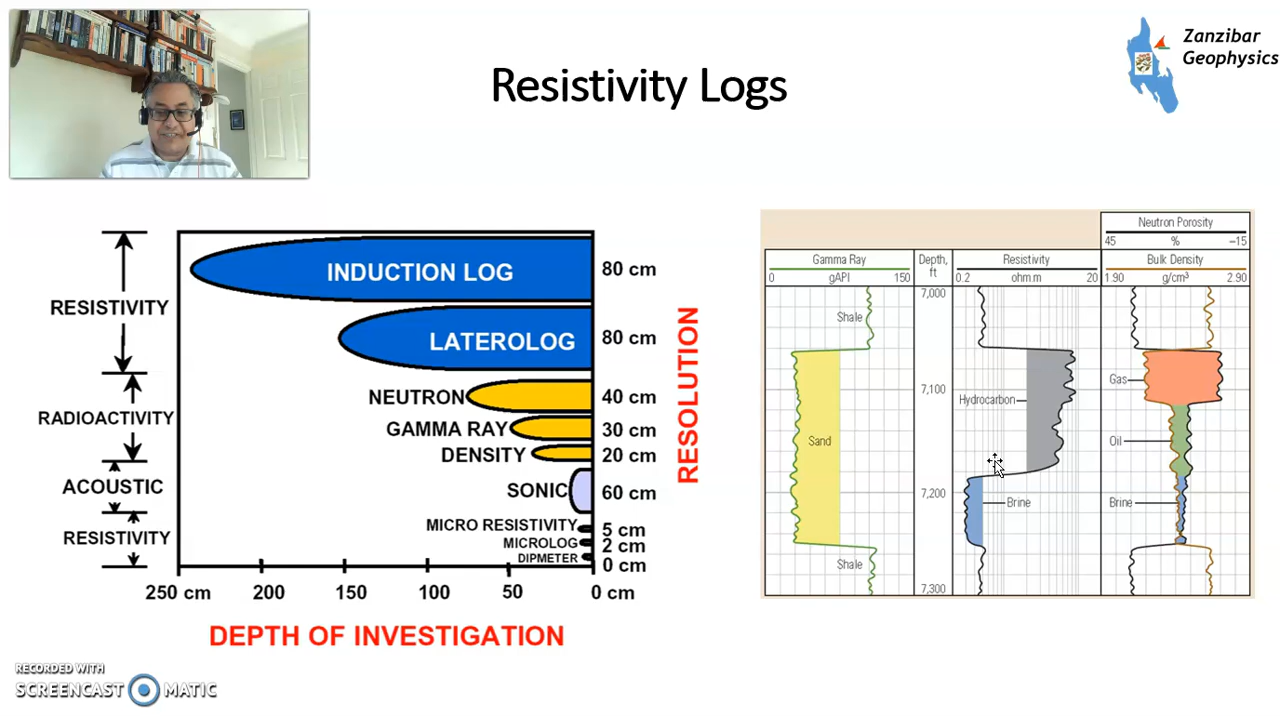 Resistivity Logs
Zanzibar
Geophysics
RESISTIVITY
RADIOACTIVITY
ACOUSTIC
RESISTIVITY
INDUCTION LOG
LATEROLOG
NEUTRON
GAMMA RAY
DENSITY
SONIC
MICRO RESISTIVITY
MICROLOG
DIPMETER
80 cm
80 cm
40 cm
30 cm
20 cm
60 cm
5 cm
2 cm
0 cm
RESOLUTION
250 cm 200 150 100 50 0 cm
DEPTH OF INVESTIGATION
Neutron Porosity
45 % –15
Gamma Ray
0 gAPI 150
Depth,
ft
Resistivity
0.2 ohm m 20
Bulk Density
1.90 g/cm³ 2.90
7,000
7,100
7,200
7,300
Shale
Sand
Shale
Hydrocarbon
Brine
Gas
Oil
Brine
RECORDED WITH
SCREENCAST MATIC